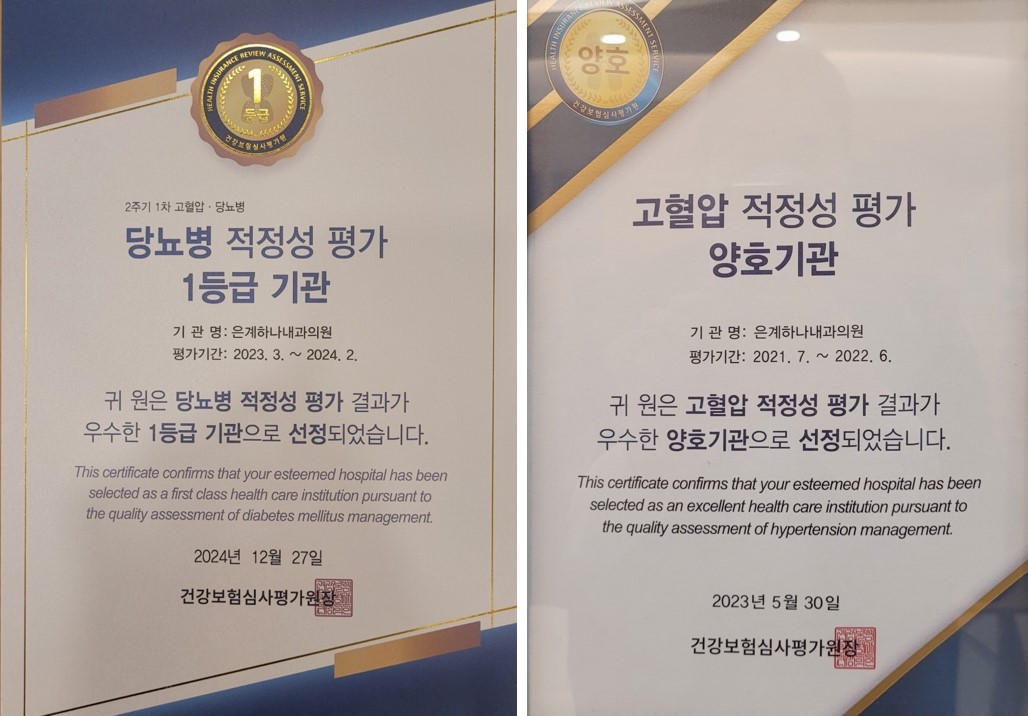 HEALTH INSURANCE REVIEW ASSESSMENT SERVICE
1
등급
건강보험심사평가원
2주기 1차 고혈압 · 당뇨병
당뇨병 적정성 평가
1등급 기관
기 관 명: 은계하나내과의원
평가기간: 2023. 3. ~ 2024. 2.
귀 원은 당뇨병 적정성 평가 결과가
우수한 1등급 기관으로 선정되었습니다.
This certificate confirms that your esteemed hospital has been
selected as a first class health care institution pursuant to
the quality assessment of diabetes mellitus management.
2024년 12월 27일
건강보험심사평가원장
HEALTH INSURANCE REVIEW ASSESSMENT SERVICE
양호
건강보험심사평가원
고혈압 적정성 평가
양호기관
기 관 명: 은계하나내과의원
평가기간: 2021. 7. ~ 2022. 6.
귀 원은 고혈압 적정성 평가 결과가
우수한 양호기관으로 선정되었습니다.
This certificate confirms that your esteemed hospital has been
selected as an excellent health care institution pursuant to
the quality assessment of hypertension management.
2023년 5월 30일
건강보험심사평가원장